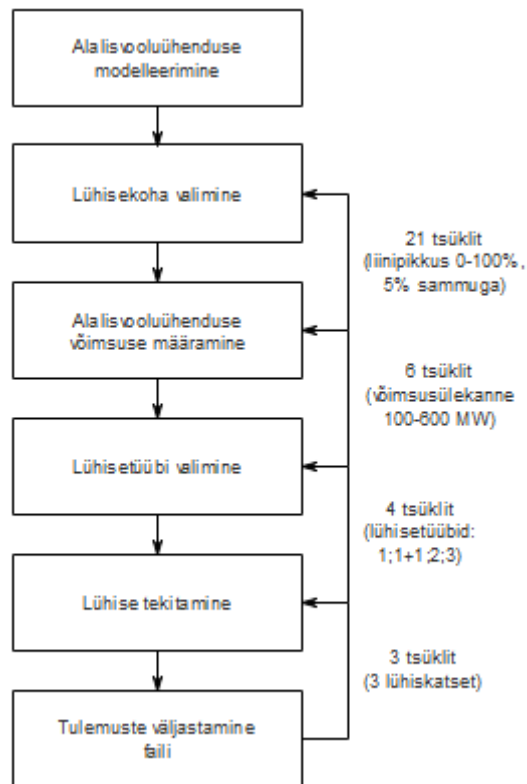 Alalisvooluühenduse
modelleerimine
Lühisekoha valimine
21 tsüklit
(liinipikkus 0-100%,
5% sammuga)
Alalisvooluühenduse
võimsuse määramine
6 tsüklit
(võimsusülekanne
100-600 MW)
Lühisetüübi valimine
4 tsüklit
(lühisetüübid:
1;1+1;2;3)
Lühise tekitamine
3 tsüklit
(3 lühiskatset)
Tulemuste väljastamine
faili